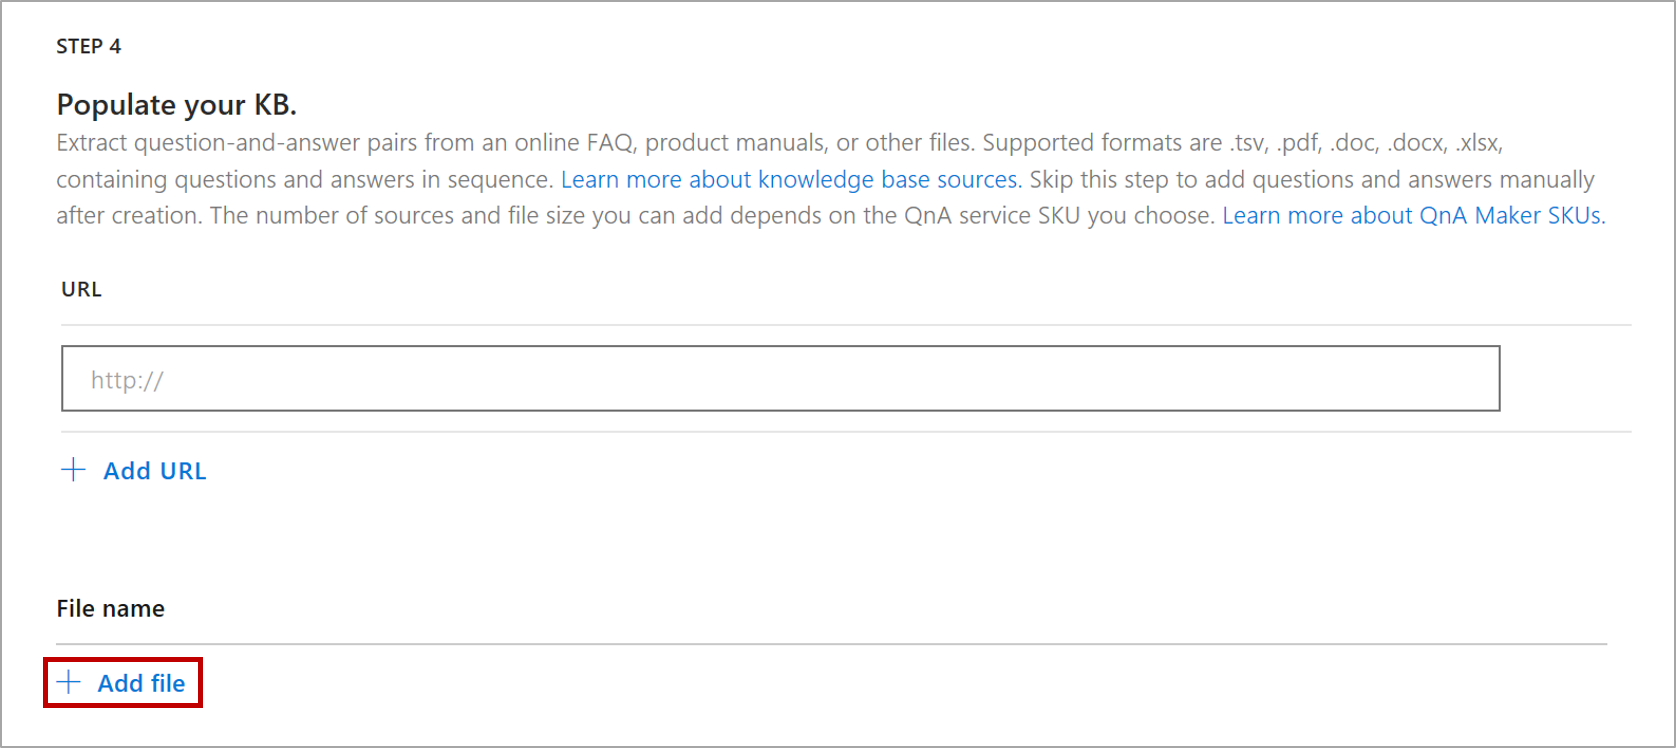 STEP 4
Populate your KB.
Extract question-and-answer pairs from an online FAQ, product manuals, or other files. Supported formats are .tsv, .pdf, .doc, .docx, .xlsx,
containing questions and answers in sequence. Learn more about knowledge base sources. Skip this step to add questions and answers manually
after creation. The number of sources and file size you can add depends on the QnA service SKU you choose. Learn more about QnA Maker SKUs.
URL
http://
+ Add URL
File name
+ Add file